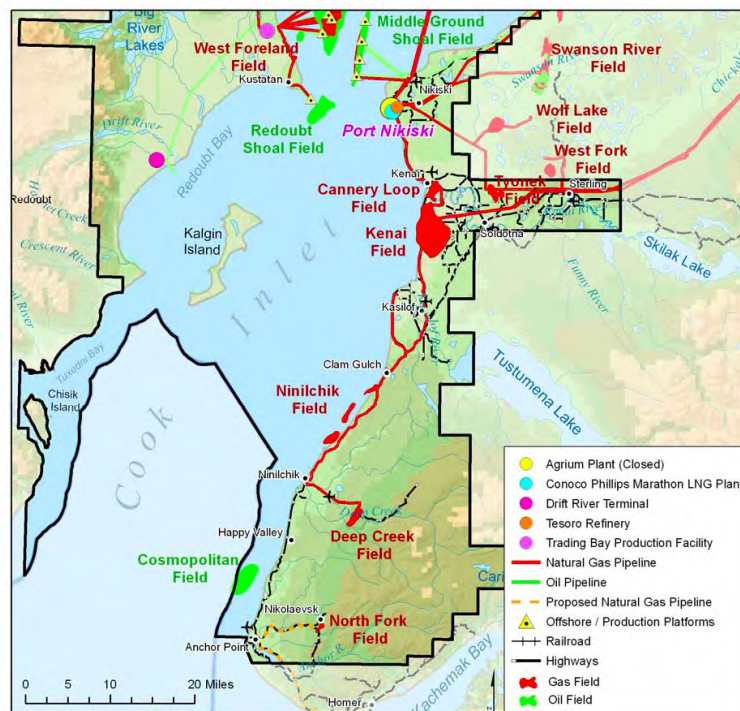 Big
River
Lakes
West Foreland
Field
Kustatan
Middle Ground
Shoal Field
Swanson River
Field
Swanson River
Nikiski
Port Nikiski
Redoubt
Shoal Field
Wolf Lake
Field
West Fork
Field
Drift River
Redoubt Bay
Kenai
Cannery Loop
Field
Tyonek
Field
Sterling
Redoubt
Kenai
Field
Soldotna
Kalgin
Island
Crescent River
Skilak
Lake
Funny River
Inlet
Kasilof
Tuxedni Bay
Clam Gulch
Tustumena
Lake
Chisik
Island
Ninilchik
Field
Cook
Ninilchik
Deep Creek
Deep Creek
Field
Happy Valley
Cosmopolitan
Field
Nikolaevsk
North Fork
Field
Anchor Point
Anchor R.
Kachemak Bay
Homer
0 5 10 20 Miles
Agrium Plant (Closed)
Conoco Phillips Marathon LNG Plan
Drift River Terminal
Tesoro Refinery
Trading Bay Production Facility
Natural Gas Pipeline
Oil Pipeline
Proposed Natural Gas Pipeline
Offshore / Production Platforms
Railroad
Highways
Gas Field
Oil Field